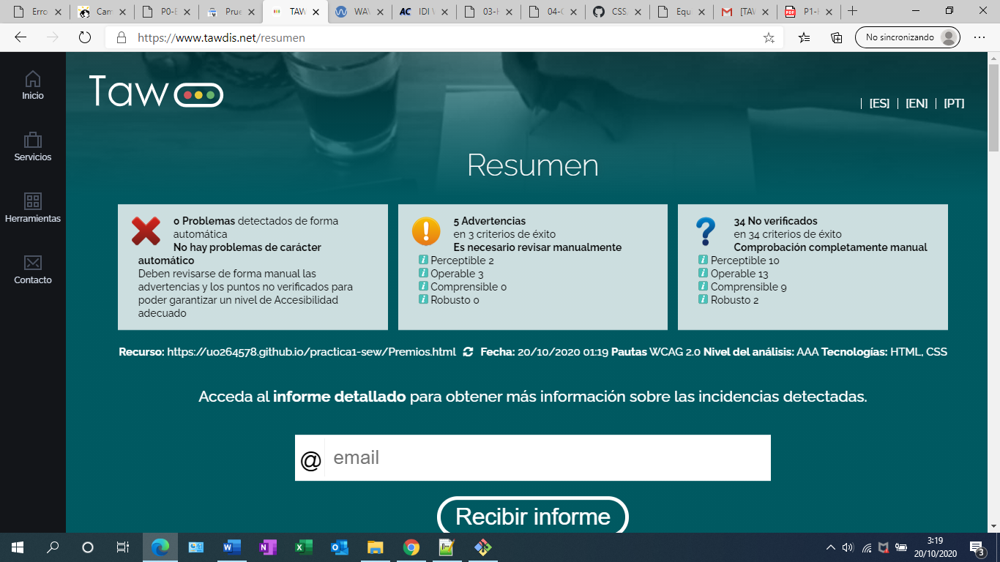 Erro
Cam
P0-E
Prue
TAW
WAV
IDI V
03-H
04-C
CSS
Equ
[TAW
P1-H
https://www.tawdis.net/resumen
No sincronizando
Inicio
Servicios
Herramientas
Contacto
Taw
[ES] [EN] [PT]
Resumen
0 Problemas detectados de forma
automática
No hay problemas de carácter
automático
Deben revisarse de forma manual las
advertencias y los puntos no verificados para
poder garantizar un nivel de Accesibilidad
adecuado
5 Advertencias
en 3 criterios de éxito
Es necesario revisar manualmente
Perceptible 2
Operable 3
Comprensible 0
Robusto 0
34 No verificados
en 34 criterios de éxito
Comprobación completamente manual
Perceptible 10
Operable 13
Comprensible 9
Robusto 2
Recurso: https://uo264578.github.io/practica1-sew/Premios.html Fecha: 20/10/2020 01:19 Pautas WCAG 2.0 Nivel del análisis: AAA Tecnologías: HTML, CSS
Acceda al informe detallado para obtener más información sobre las incidencias detectadas.
@ email
Recibir informe
3:19
20/10/2020
3